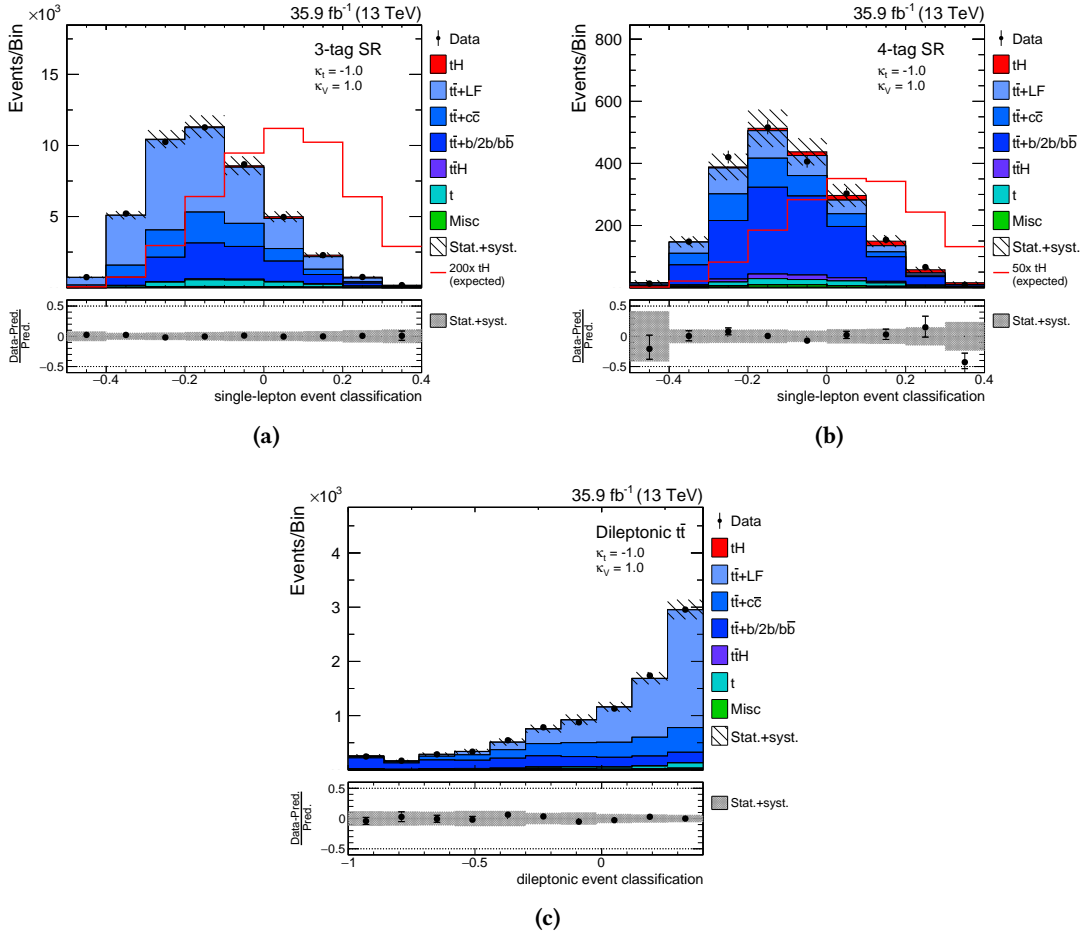 ×10³ 35.9 fb⁻¹ (13 TeV)
Events/Bin
3-tag SR
κ_t = -1.0
κ_V = 1.0
15
10
5
Data
tH
tt̄+LF
tt̄+cc̄
tt̄+b/2b/bb̄
tt̄H
t
Misc
Stat.+syst.
200x tH
(expected)
Data-Pred.
Pred.
0.5
0
−0.5
Stat.+syst.
−0.4 −0.2 0 0.2 0.4
single-lepton event classification
(a)
35.9 fb⁻¹ (13 TeV)
Events/Bin
4-tag SR
κ_t = -1.0
κ_V = 1.0
800
600
400
200
Data
tH
tt̄+LF
tt̄+cc̄
tt̄+b/2b/bb̄
tt̄H
t
Misc
Stat.+syst.
50x tH
(expected)
Data-Pred.
Pred.
0.5
0
−0.5
Stat.+syst.
−0.4 −0.2 0 0.2 0.4
single-lepton event classification
(b)
×10³ 35.9 fb⁻¹ (13 TeV)
Events/Bin
Dileptonic tt̄
κ_t = -1.0
κ_V = 1.0
4
3
2
1
Data
tH
tt̄+LF
tt̄+cc̄
tt̄+b/2b/bb̄
tt̄H
t
Misc
Stat.+syst.
Data-Pred.
Pred.
0.5
0
−0.5
Stat.+syst.
−1 −0.5 0
dileptonic event classification
(c)